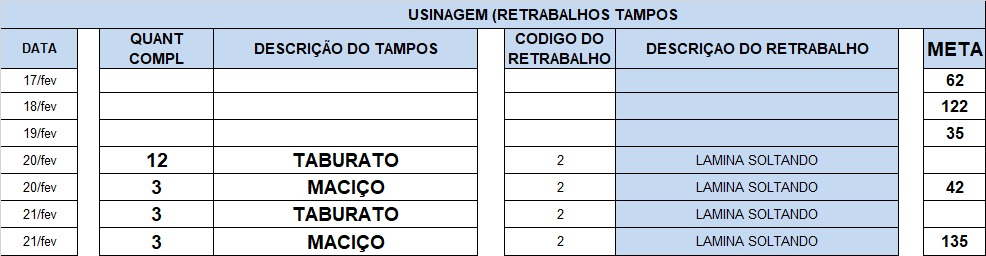 USINAGEM (RETRABALHOS TAMPOS
DATA QUANT COMPL DESCRIÇÃO DO TAMPOS CODIGO DO RETRABALHO DESCRIÇAO DO RETRABALHO META
17/fev 62
18/fev 122
19/fev 35
20/fev 12 TABURATO 2 LAMINA SOLTANDO
20/fev 3 MACIÇO 2 LAMINA SOLTANDO 42
21/fev 3 TABURATO 2 LAMINA SOLTANDO
21/fev 3 MACIÇO 2 LAMINA SOLTANDO 135